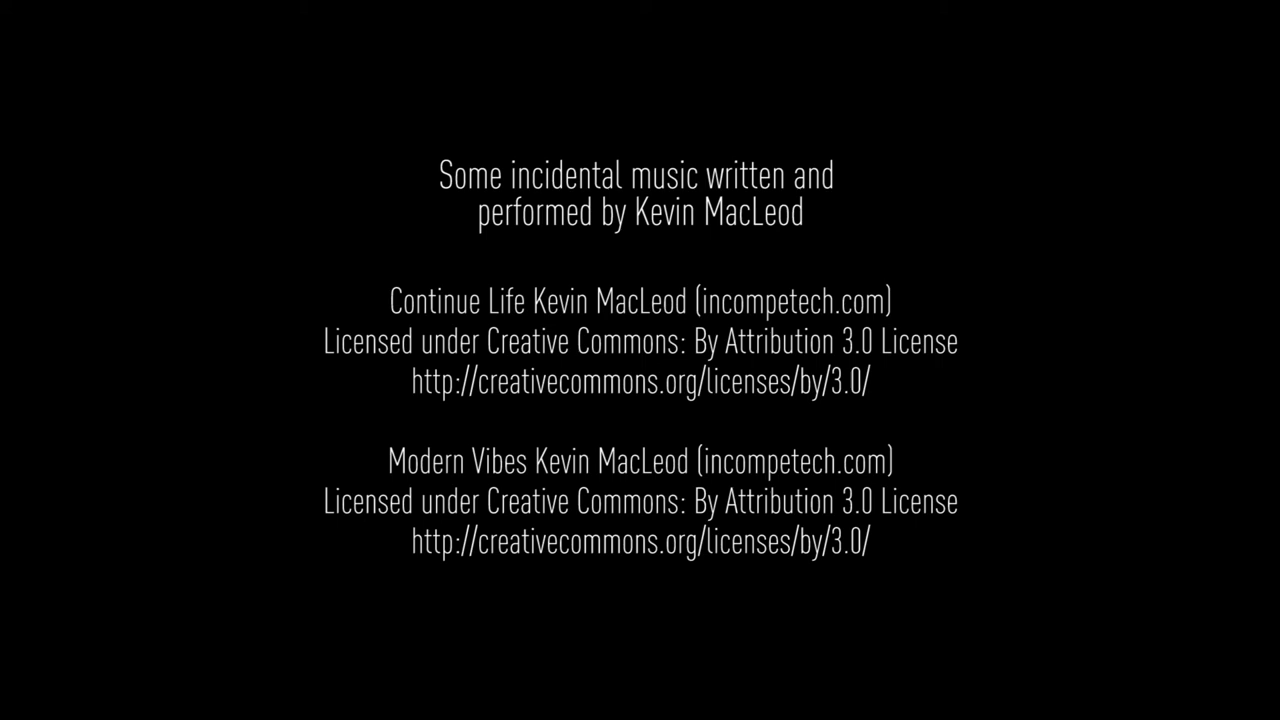 Some incidental music written and
performed by Kevin MacLeod
Continue Life Kevin MacLeod (incompetech.com)
Licensed under Creative Commons: By Attribution 3.0 License
http://creativecommons.org/licenses/by/3.0/
Modern Vibes Kevin MacLeod (incompetech.com)
Licensed under Creative Commons: By Attribution 3.0 License
http://creativecommons.org/licenses/by/3.0/